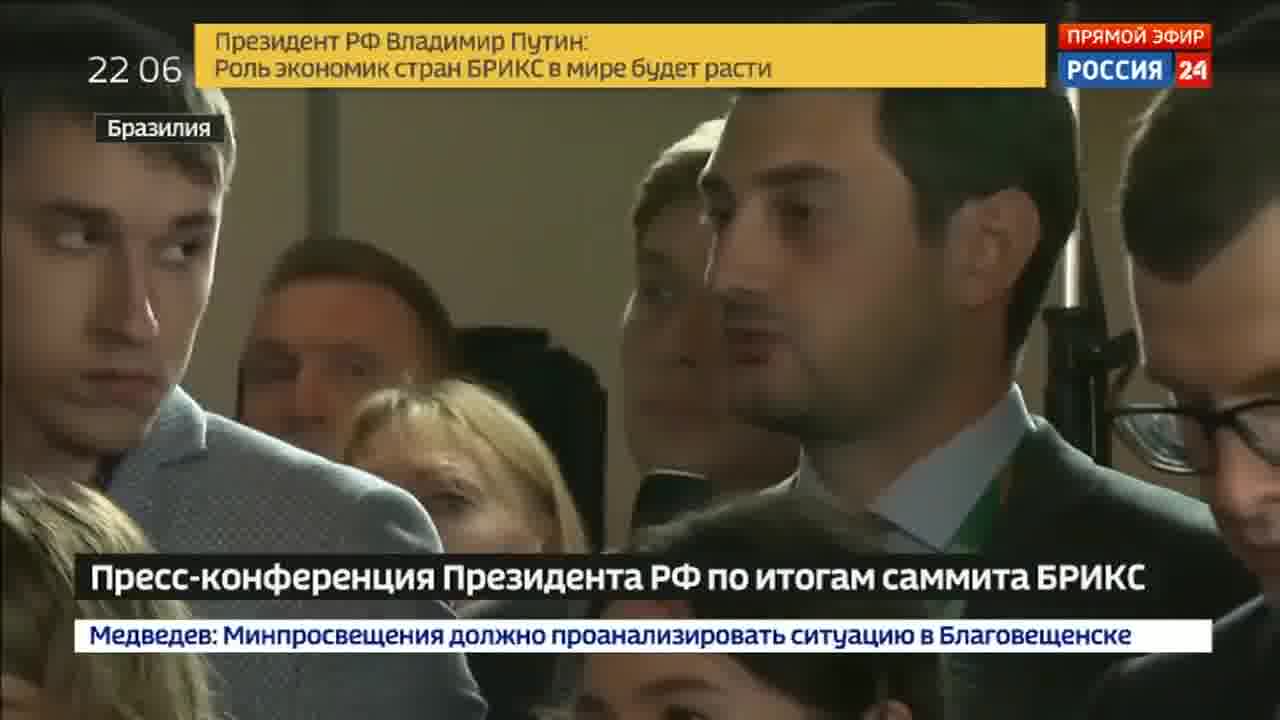 22 06
Президент РФ Владимир Путин:
Роль экономик стран БРИКС в мире будет расти
ПРЯМОЙ ЭФИР
РОССИЯ 24
Бразилия
Пресс-конференция Президента РФ по итогам саммита БРИКС
Медведев: Минпросвещения должно проанализировать ситуацию в Благовещенске